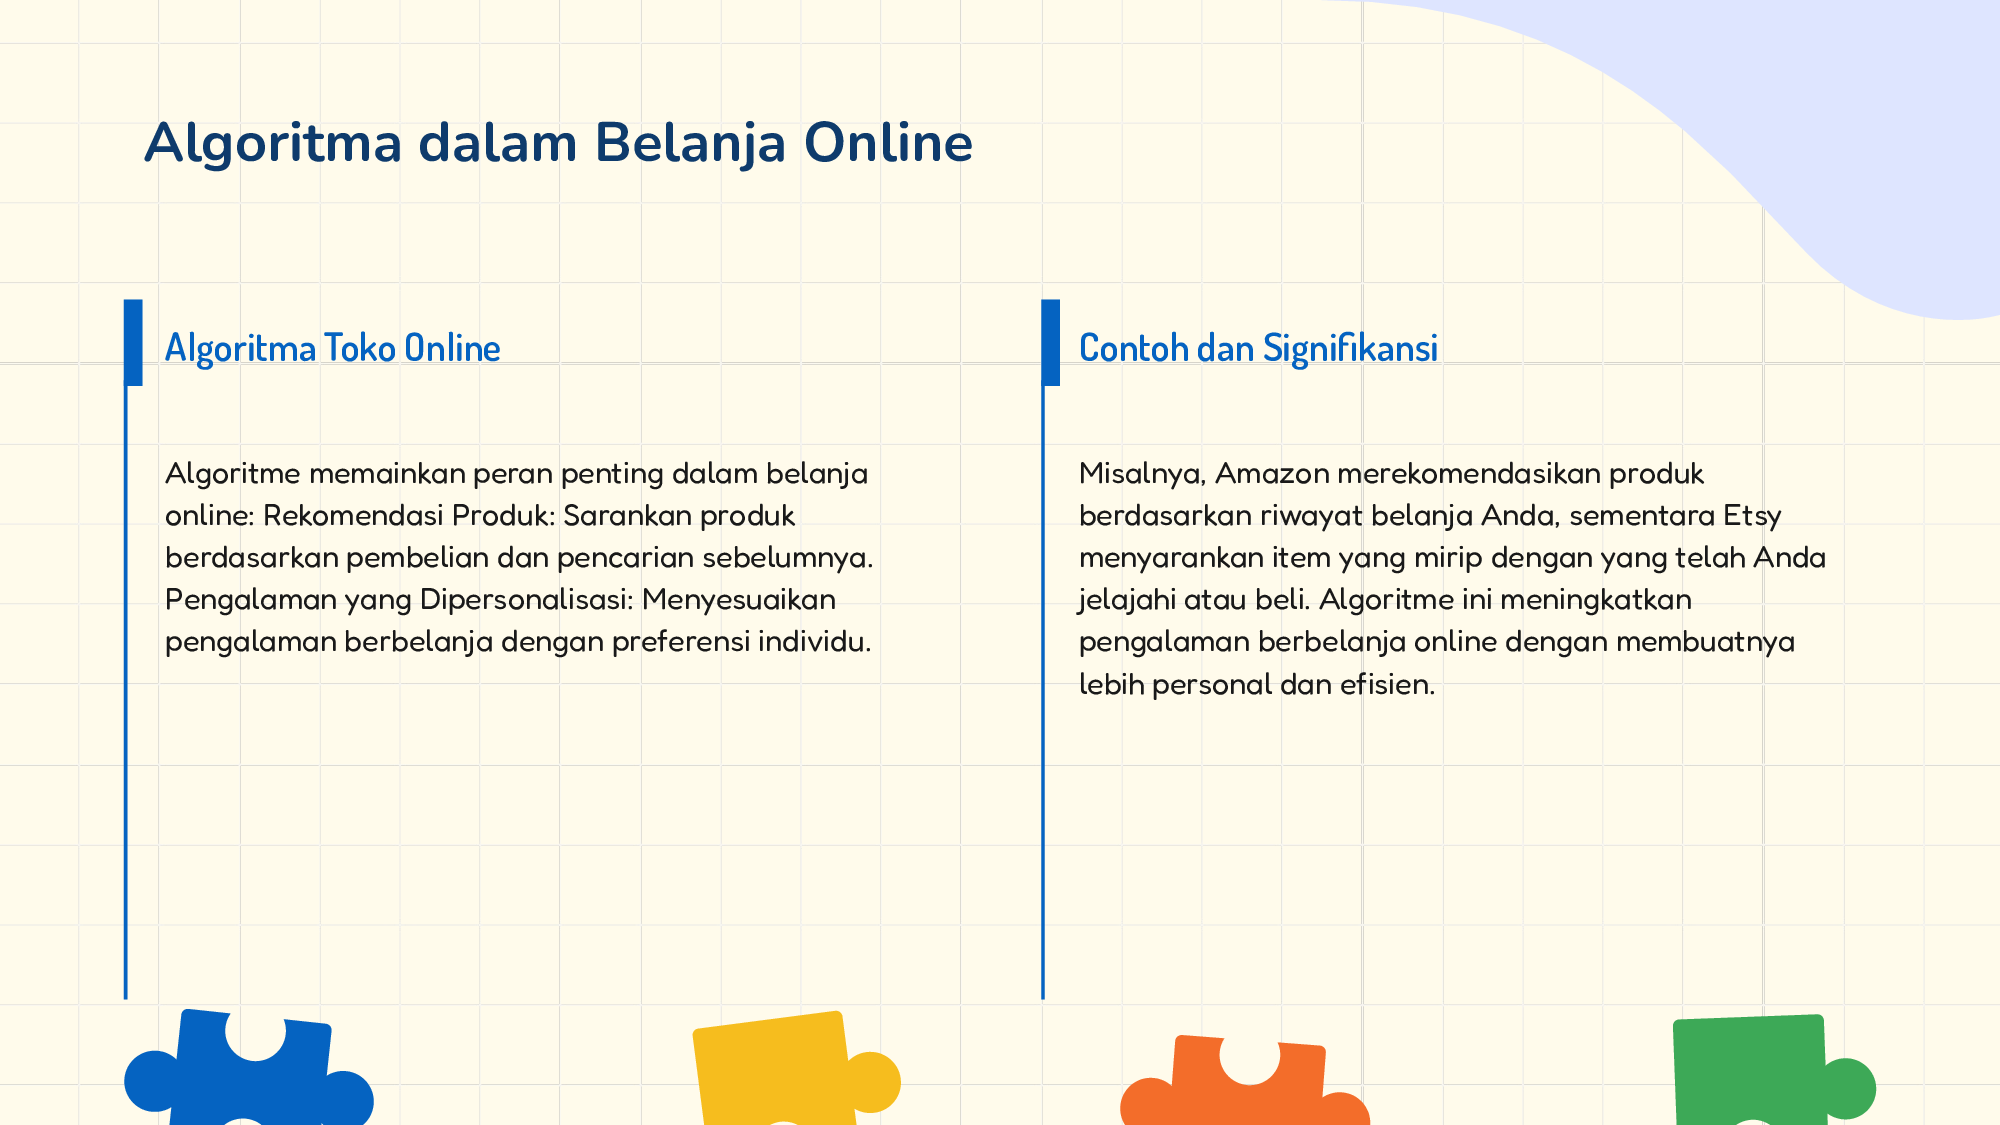 Algoritma dalam Belanja Online
Algoritma Toko Online
Algoritme memainkan peran penting dalam belanja
online: Rekomendasi Produk: Sarankan produk
berdasarkan pembelian dan pencarian sebelumnya.
Pengalaman yang Dipersonalisasi: Menyesuaikan
pengalaman berbelanja dengan preferensi individu.
Contoh dan Signifikansi
Misalnya, Amazon merekomendasikan produk
berdasarkan riwayat belanja Anda, sementara Etsy
menyarankan item yang mirip dengan yang telah Anda
jelajahi atau beli. Algoritme ini meningkatkan
pengalaman berbelanja online dengan membuatnya
lebih personal dan efisien.